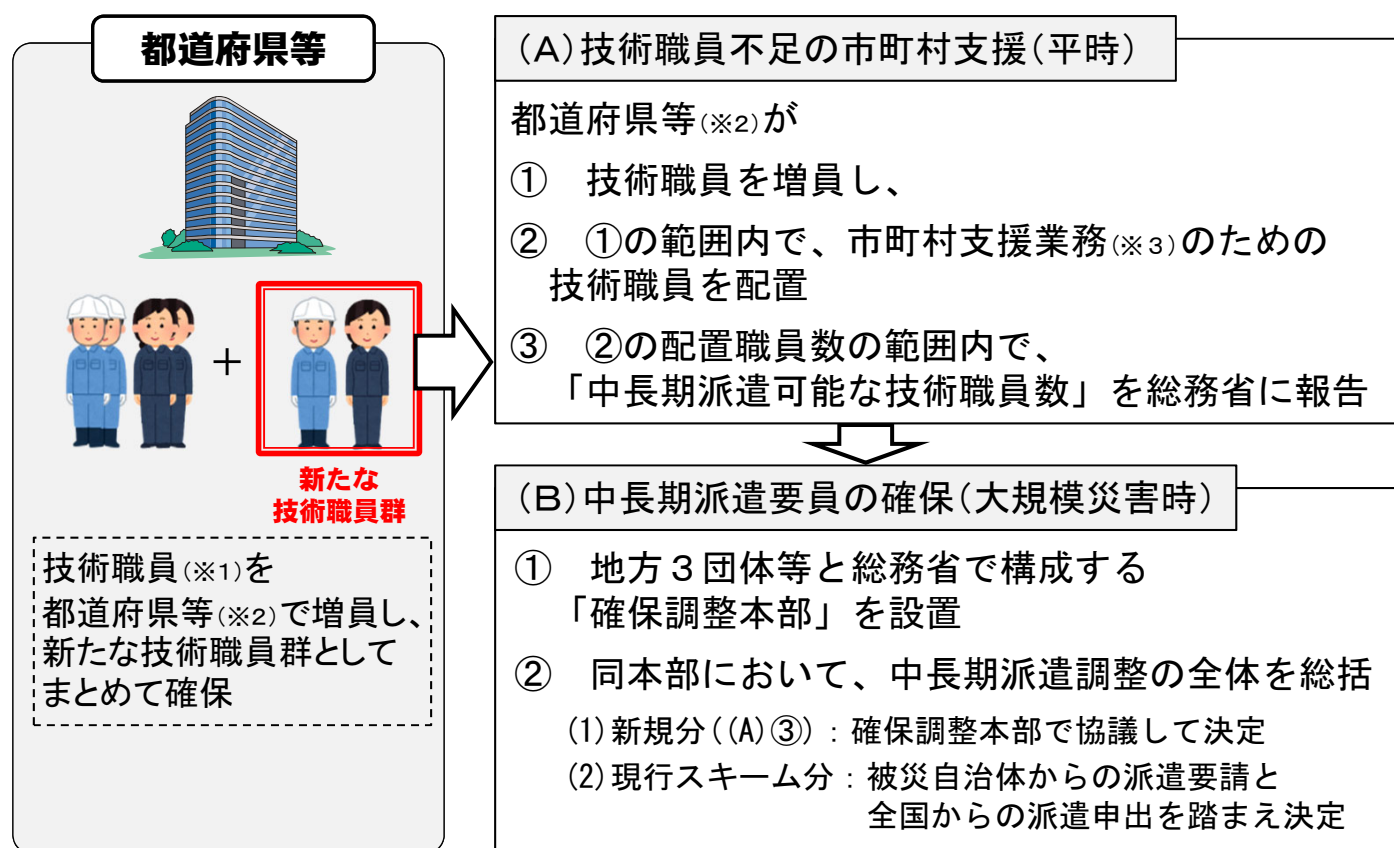 都道府県等
+
新たな
技術職員群
技術職員(※1)を
都道府県等(※2)で増員し、
新たな技術職員群として
まとめて確保
(A)技術職員不足の市町村支援(平時)
都道府県等(※2)が
①　技術職員を増員し、
②　①の範囲内で、市町村支援業務(※3)のための
技術職員を配置
③　②の配置職員数の範囲内で、
「中長期派遣可能な技術職員数」を総務省に報告
(B)中長期派遣要員の確保(大規模災害時)
①　地方３団体等と総務省で構成する
「確保調整本部」を設置
②　同本部において、中長期派遣調整の全体を総括
(1)新規分((A)③)：確保調整本部で協議して決定
(2)現行スキーム分：被災自治体からの派遣要請と
全国からの派遣申出を踏まえ決定